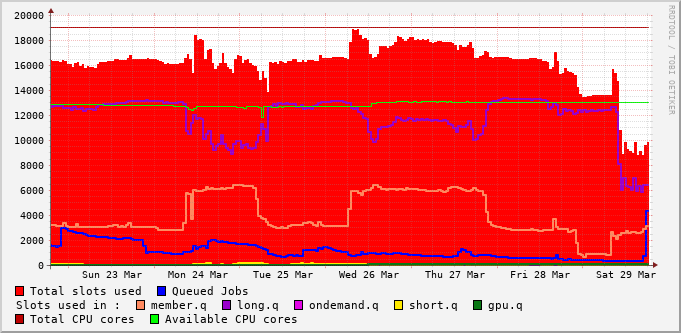 RRDTOOL / TOBI OETIKER
20000
18000
16000
14000
12000
10000
8000
6000
4000
2000
0
Sun 23 Mar Mon 24 Mar Tue 25 Mar Wed 26 Mar Thu 27 Mar Fri 28 Mar Sat 29 Mar
Total slots used Queued Jobs
Slots used in : member.q long.q ondemand.q short.q gpu.q
Total CPU cores Available CPU cores